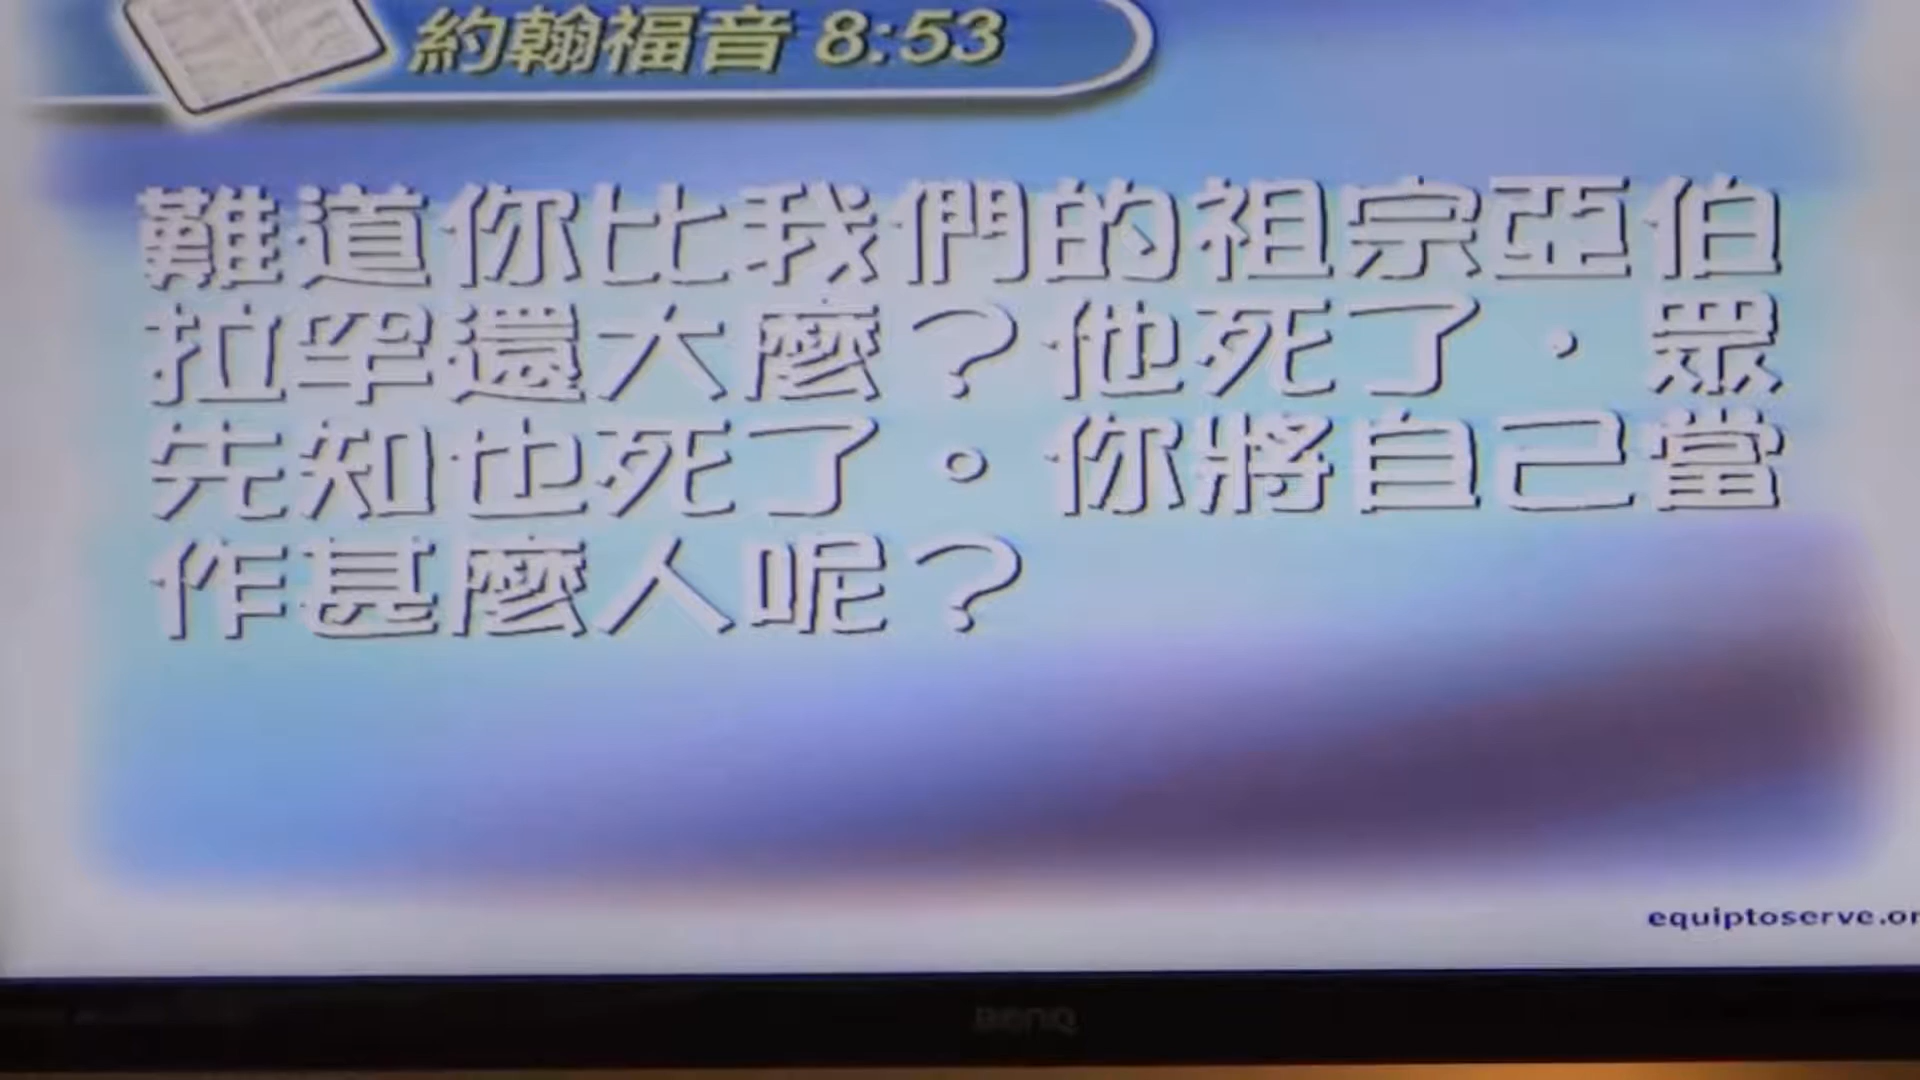 約翰福音 8:53
難道你比我們的祖宗亞伯
拉罕還大麼？他死了．眾
先知也死了。你將自己當
作甚麼人呢？
equiptoserve.or
BenQ